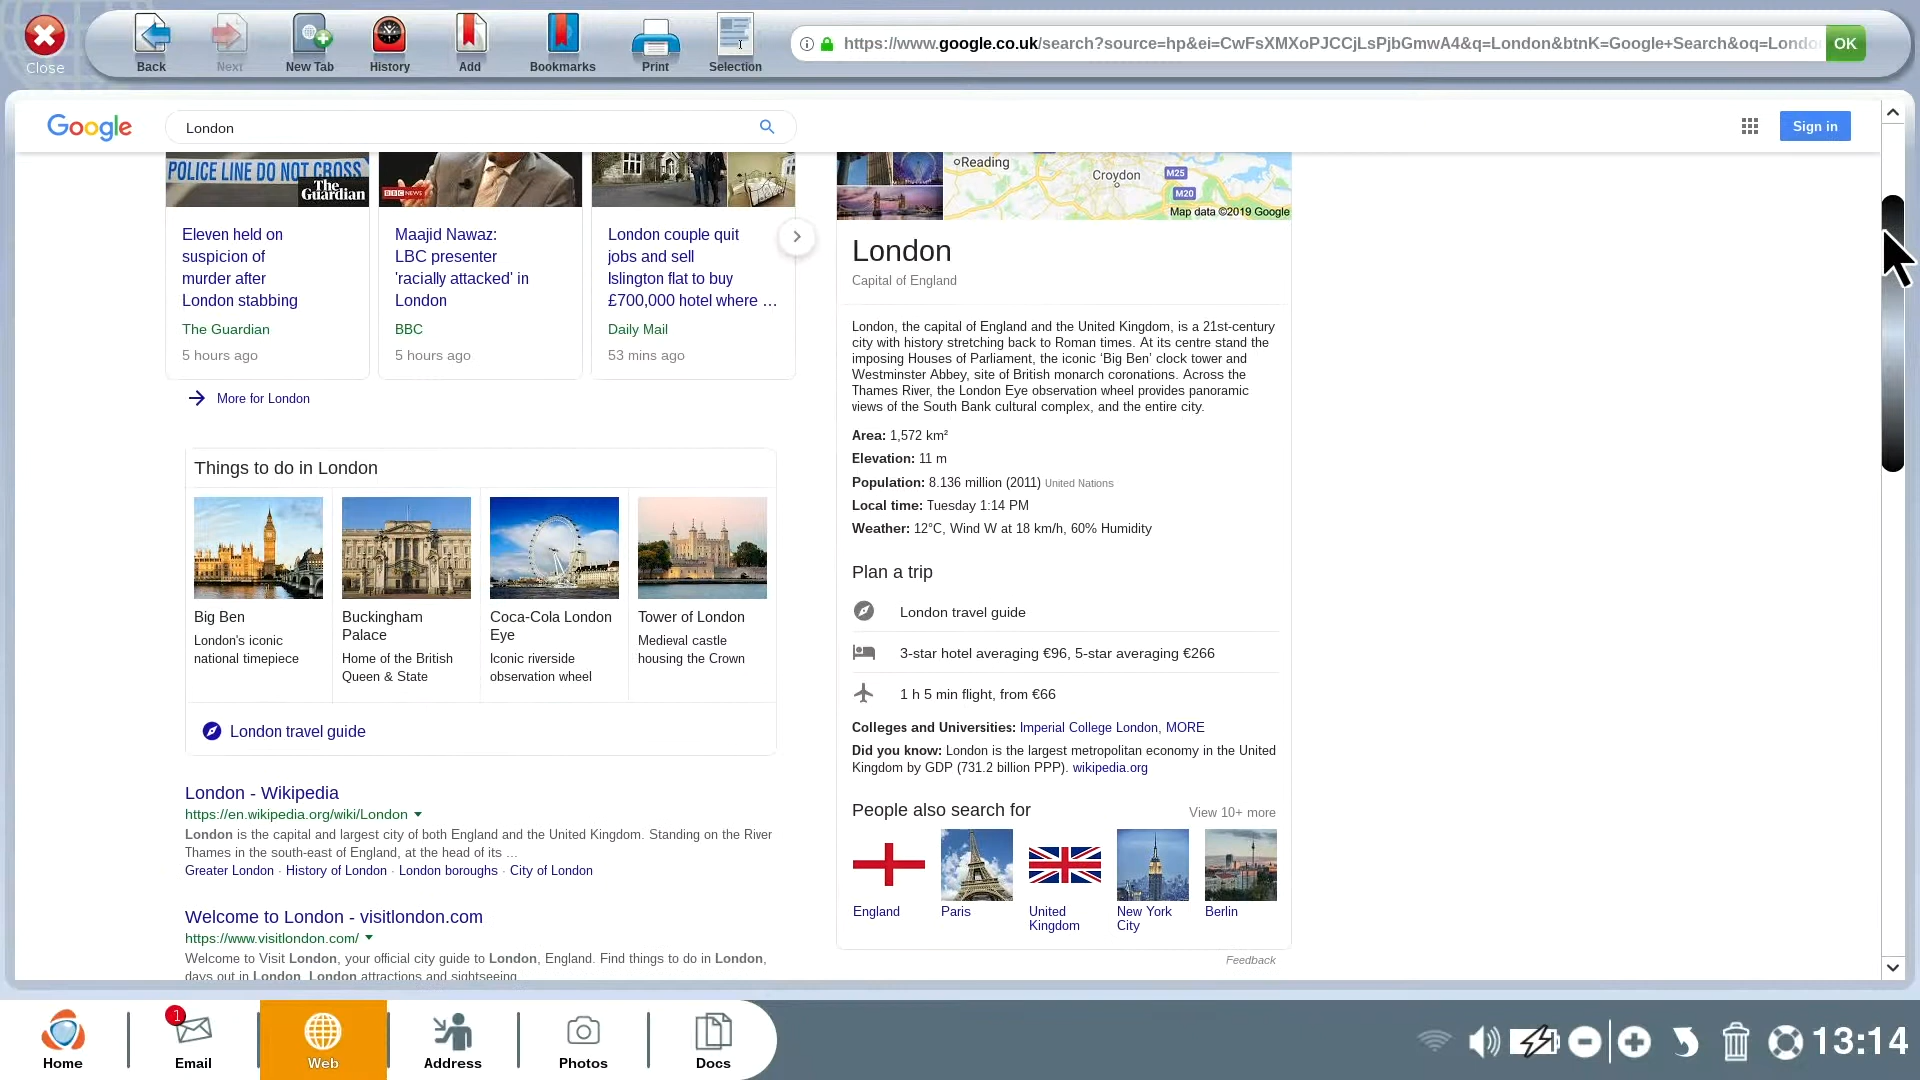 Close
Back
Next
New Tab
History
Add
Bookmarks
Print
Selection
https://www.google.co.uk/search?source=hp&ei=CwFsXMXoPJCCjLsPjbGmwA4&q=London&btnK=Google+Search&oq=Londo
OK
Google
London
Sign in
POLICE LINE DO NOT CROSS
The Guardian
BBC NEWS
Reading
Croydon
M25
M20
Map data ©2019 Google
Eleven held on
suspicion of
murder after
London stabbing
The Guardian
5 hours ago
Maajid Nawaz:
LBC presenter
'racially attacked' in
London
BBC
5 hours ago
London couple quit
jobs and sell
Islington flat to buy
£700,000 hotel where ...
Daily Mail
53 mins ago
More for London
Things to do in London
Big Ben
London's iconic
national timepiece
Buckingham
Palace
Home of the British
Queen & State
Coca-Cola London
Eye
Iconic riverside
observation wheel
Tower of London
Medieval castle
housing the Crown
London travel guide
London - Wikipedia
https://en.wikipedia.org/wiki/London
London is the capital and largest city of both England and the United Kingdom. Standing on the River
Thames in the south-east of England, at the head of its ...
Greater London · History of London · London boroughs · City of London
Welcome to London - visitlondon.com
https://www.visitlondon.com/
Welcome to Visit London, your official city guide to London, England. Find things to do in London,
days out in London, London attractions and sightseeing
London
Capital of England
London, the capital of England and the United Kingdom, is a 21st-century
city with history stretching back to Roman times. At its centre stand the
imposing Houses of Parliament, the iconic ‘Big Ben’ clock tower and
Westminster Abbey, site of British monarch coronations. Across the
Thames River, the London Eye observation wheel provides panoramic
views of the South Bank cultural complex, and the entire city.
Area: 1,572 km²
Elevation: 11 m
Population: 8.136 million (2011) United Nations
Local time: Tuesday 1:14 PM
Weather: 12°C, Wind W at 18 km/h, 60% Humidity
Plan a trip
London travel guide
3-star hotel averaging €96, 5-star averaging €266
1 h 5 min flight, from €66
Colleges and Universities: Imperial College London, MORE
Did you know: London is the largest metropolitan economy in the United
Kingdom by GDP (731.2 billion PPP). wikipedia.org
People also search for
View 10+ more
England
Paris
United
Kingdom
New York
City
Berlin
Feedback
Home
1
Email
Web
Address
Photos
Docs
13:14